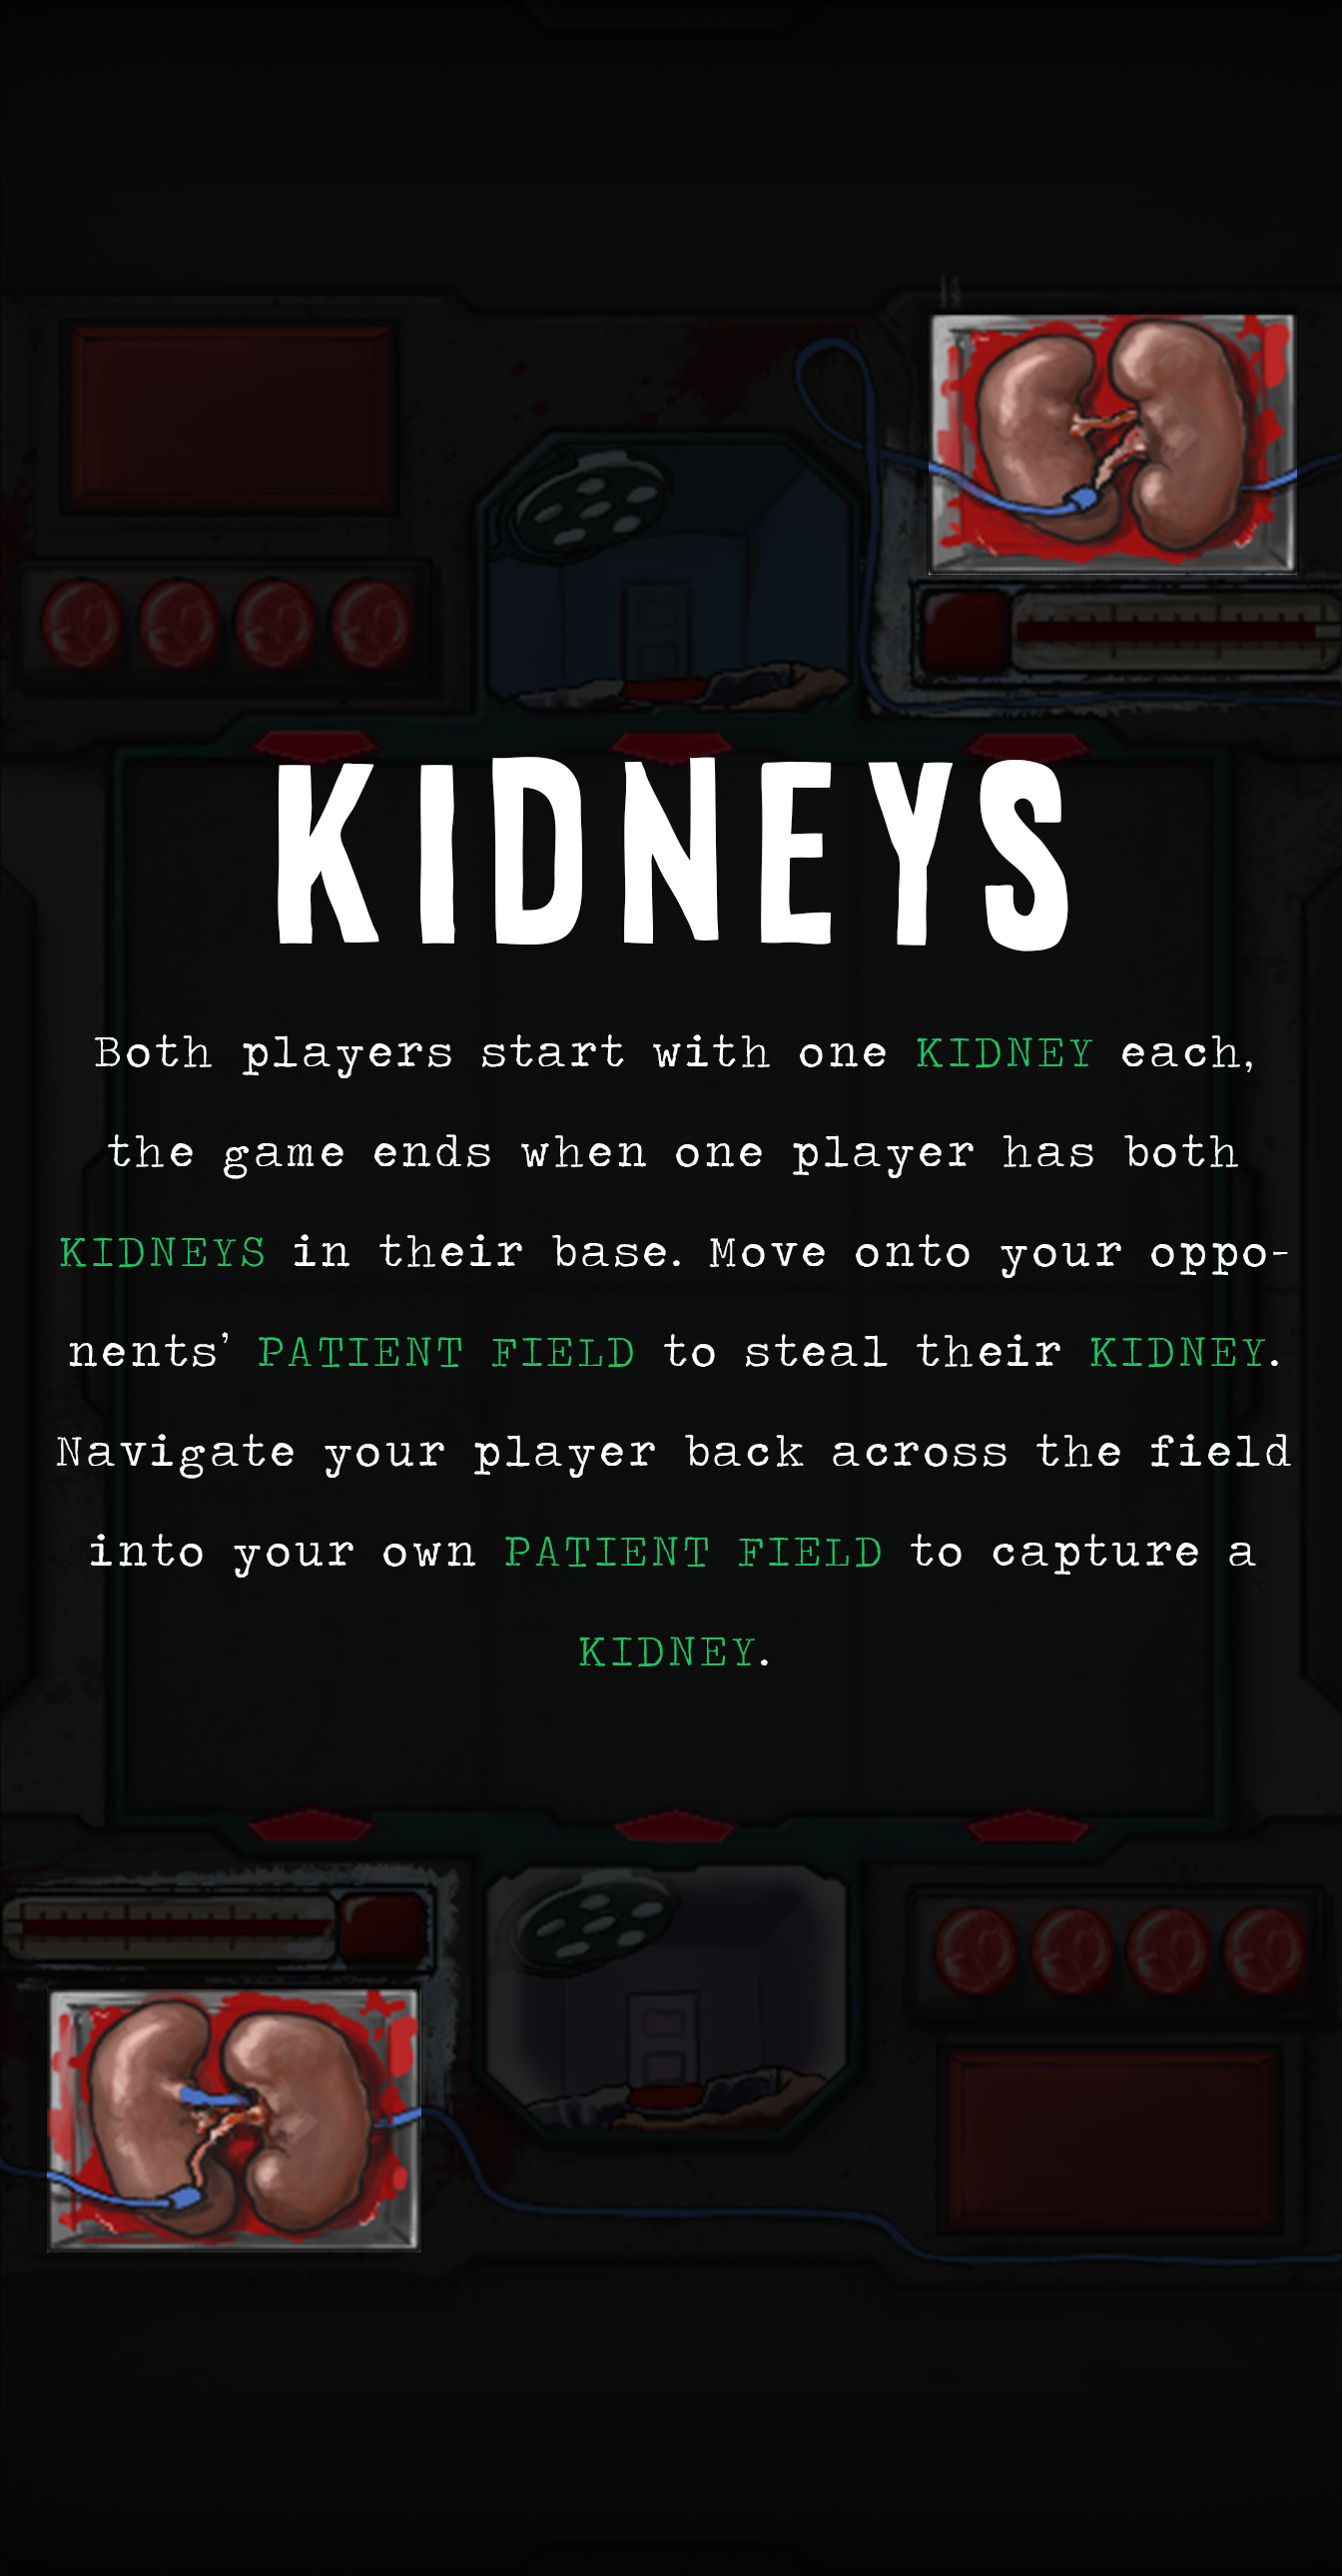 KIDNEYS
Both players start with one KIDNEY each,
the game ends when one player has both
KIDNEYS in their base. Move onto your oppo-
nents’ PATIENT FIELD to steal their KIDNEY.
Navigate your player back across the field
into your own PATIENT FIELD to capture a
KIDNEY.